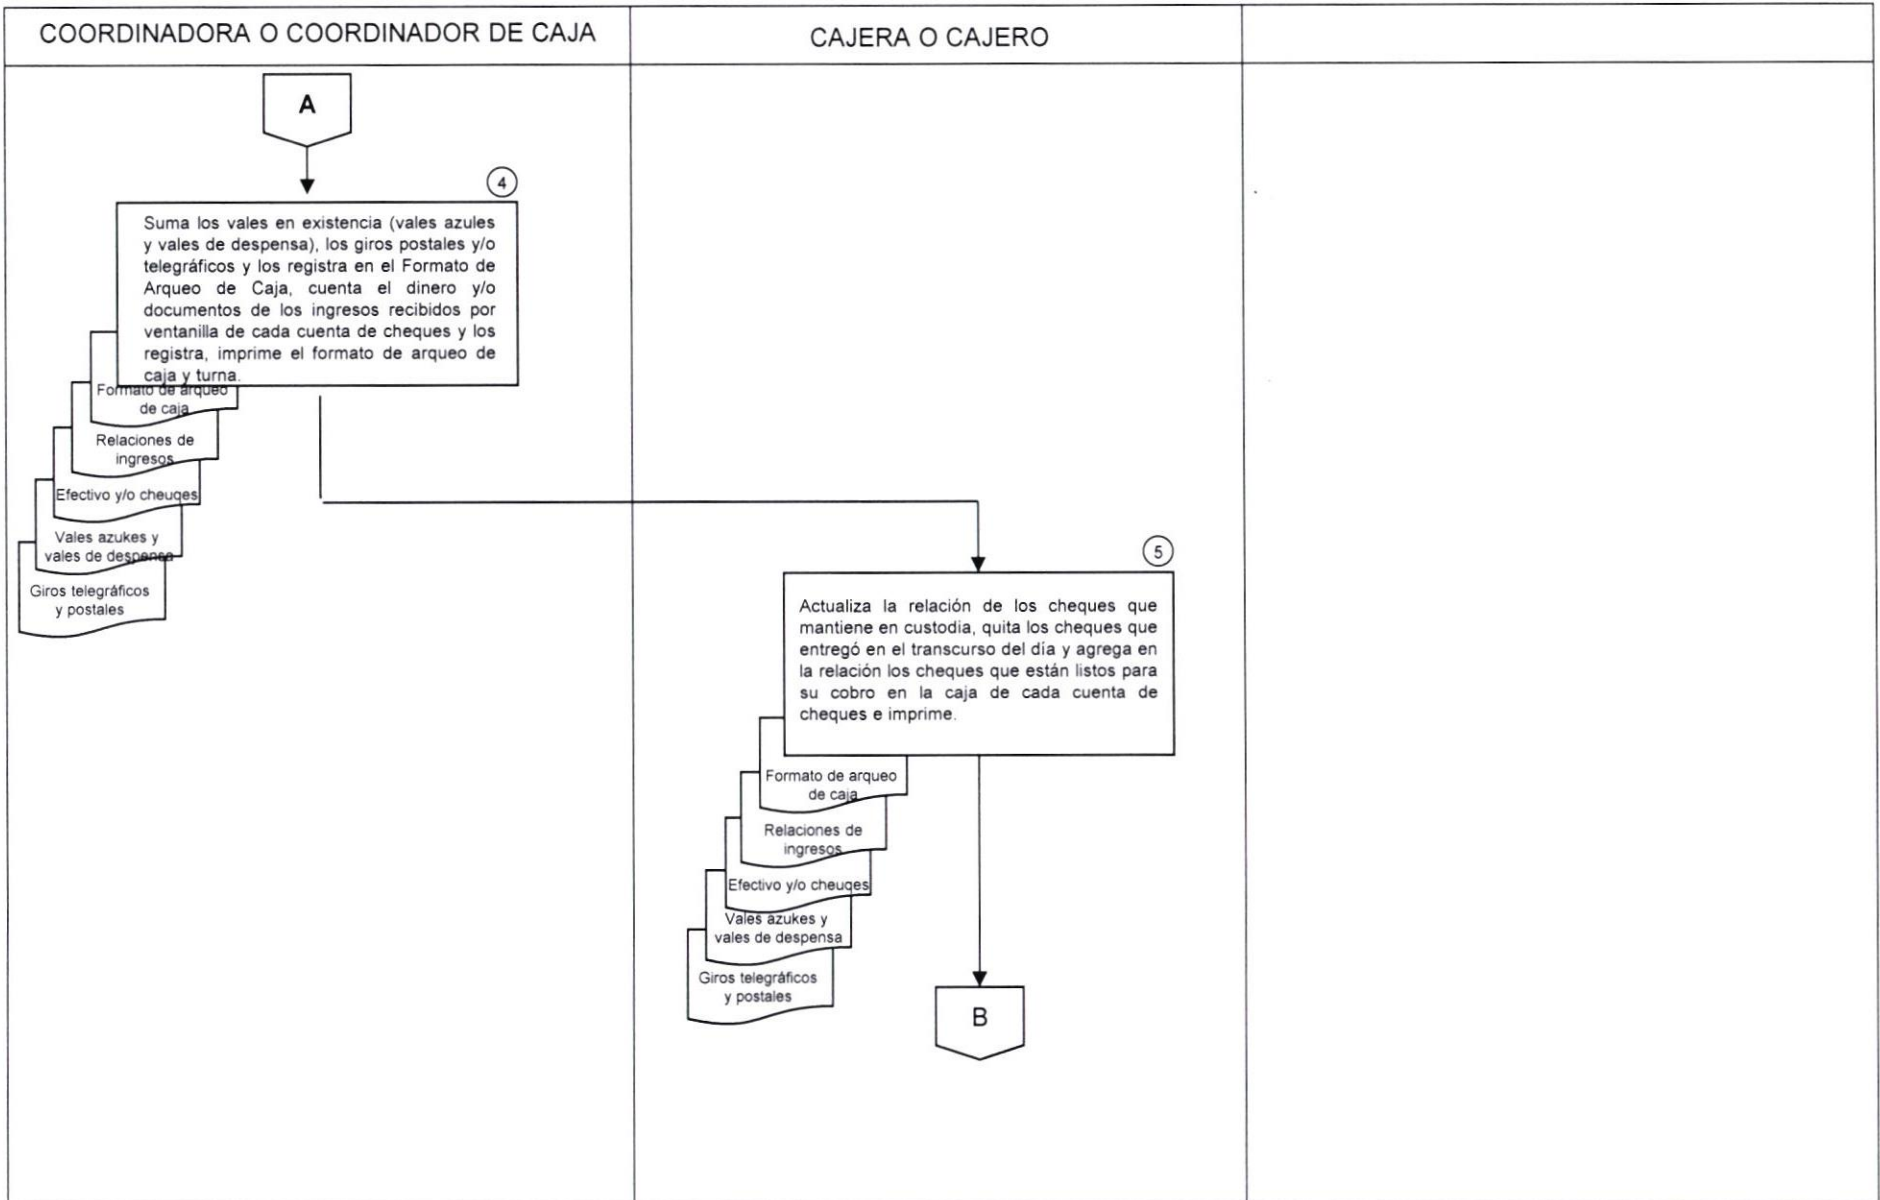 COORDINADORA O COORDINADOR DE CAJA
CAJERA O CAJERO
A
4
Suma los vales en existencia (vales azules
y vales de despensa), los giros postales y/o
telegráficos y los registra en el Formato de
Arqueo de Caja, cuenta el dinero y/o
documentos de los ingresos recibidos por
ventanilla de cada cuenta de cheques y los
registra, imprime el formato de arqueo de
caja y turna.
Formato de arqueo
de caja
Relaciones de
ingresos
Efectivo y/o cheuqes
Vales azukes y
vales de despensa
Giros telegráficos
y postales
5
Actualiza la relación de los cheques que
mantiene en custodia, quita los cheques que
entregó en el transcurso del día y agrega en
la relación los cheques que están listos para
su cobro en la caja de cada cuenta de
cheques e imprime.
Formato de arqueo
de caja
Relaciones de
ingresos
Efectivo y/o cheuqes
Vales azukes y
vales de despensa
Giros telegráficos
y postales
B